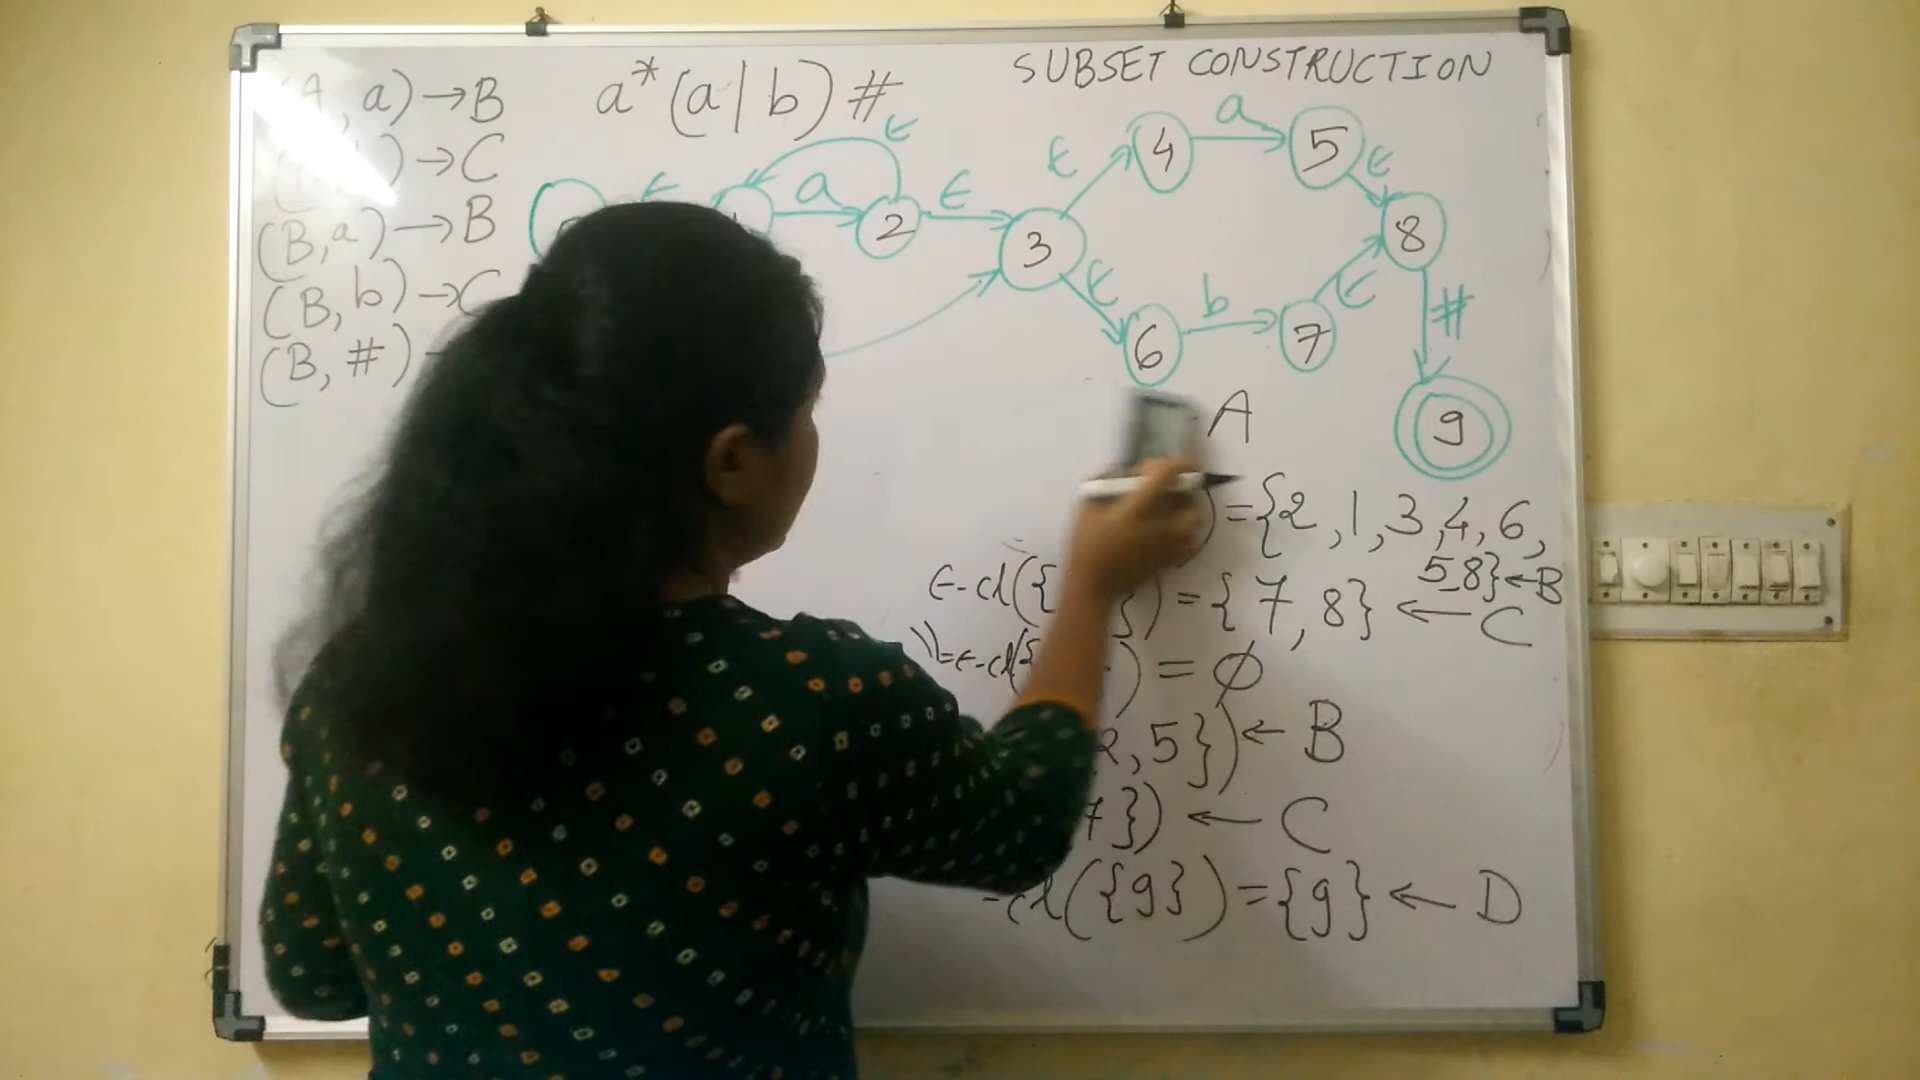 SUBSET CONSTRUCTION
a*(a|b)#
, a)→B
)→C
(B,a)→B
(B,b)→C
(B,#)
ϵ a ϵ ϵ
2 3
ϵ 4 a 5 ϵ
8
ϵ 6 b 7 ϵ
#
9
A
)={2,1,3,4,6,
5,8}←B
ϵ-cl({ })={7,8}←C
=ϵ-cl({ )=ϕ
2,5})←B
7})←C
-cl({9})={9}←D